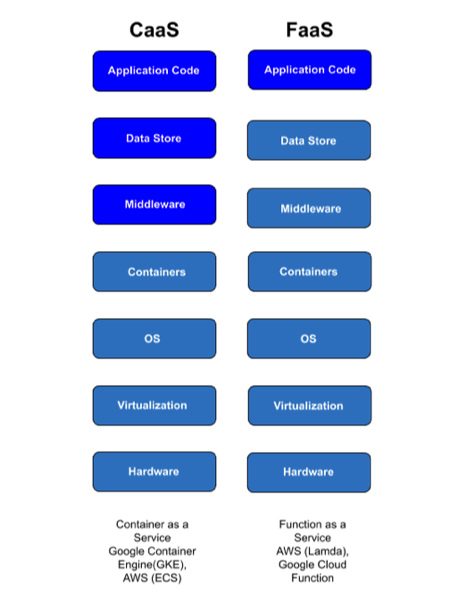 CaaS
Application Code
Data Store
Middleware
Containers
OS
Virtualization
Hardware
Container as a
Service
Google Container
Engine(GKE),
AWS (ECS)
FaaS
Application Code
Data Store
Middleware
Containers
OS
Virtualization
Hardware
Function as a
Service
AWS (Lamda),
Google Cloud
Function